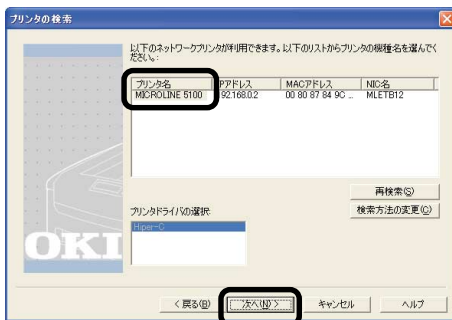 プリンタの検索
以下のネットワークプリンタが利用できます。以下のリストからプリンタの機種名を選んでく
ださい。:
プリンタ名 IPアドレス MACアドレス NIC名
MICROLINE 5100 192.168.0.2 00 80 87 84 9C ... MLETB12
再検索(S)
プリンタドライバの選択: 検索方法の変更(C)
Hiper-C
OKI
< 戻る(B) 次へ(N) > キャンセル ヘルプ